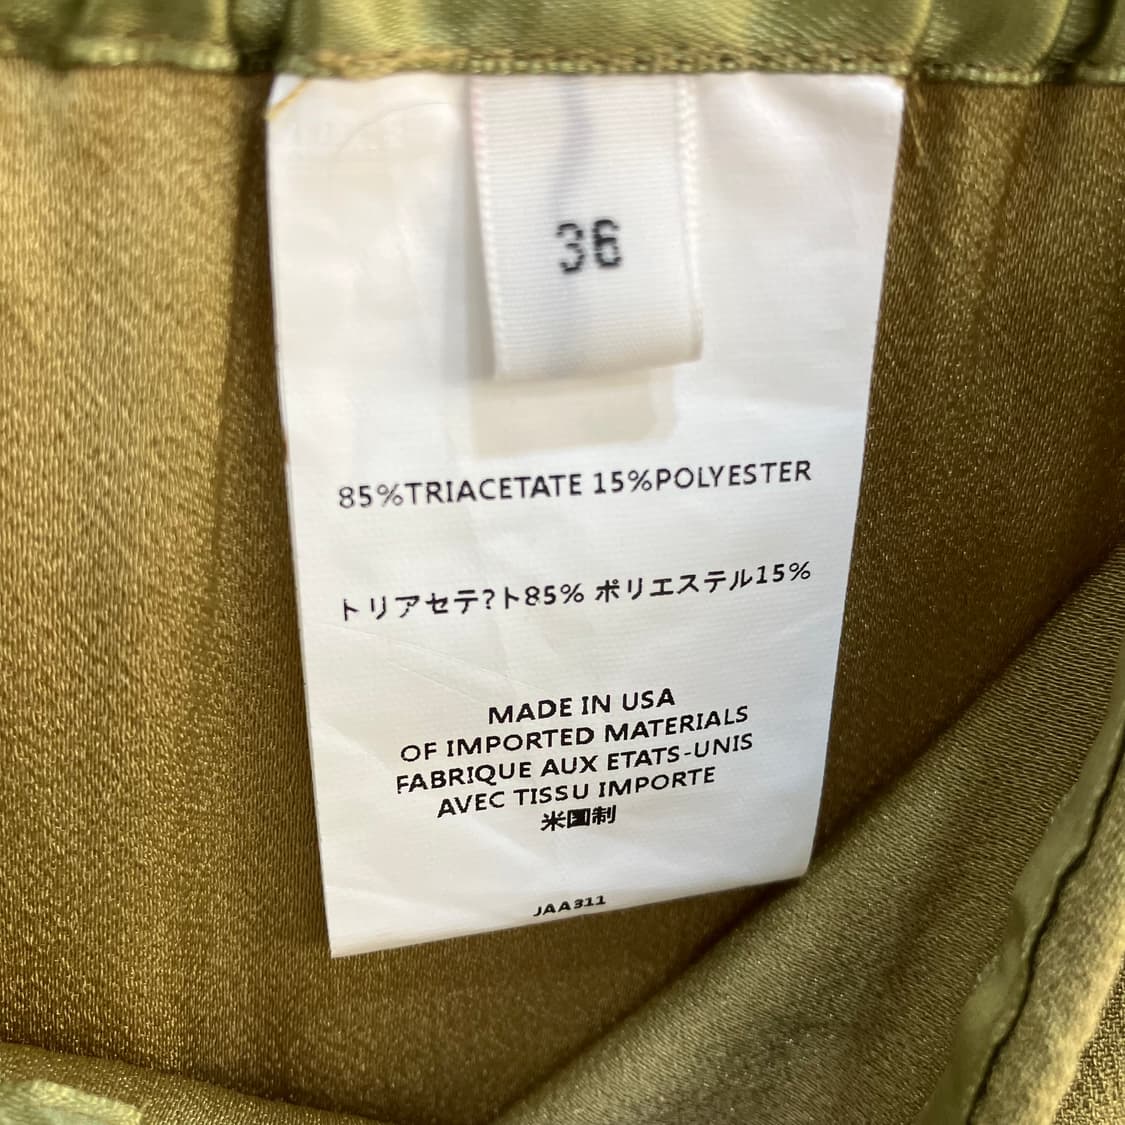 36
85%TRIACETATE 15%POLYESTER
トリアセテ?ト85% ポリエステル15%
MADE IN USA
OF IMPORTED MATERIALS
FABRIQUE AUX ETATS-UNIS
AVEC TISSU IMPORTE
米国制
JAA311